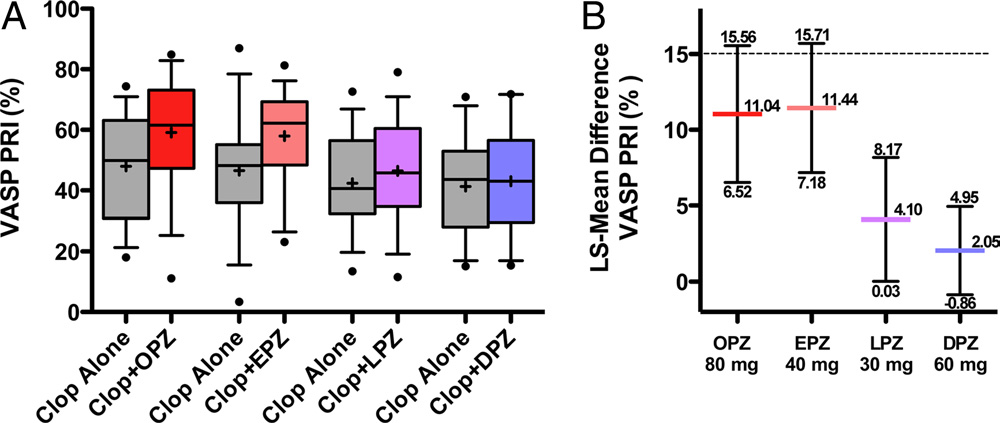 A
VASP PRI (%)
100
80
60
40
20
0
Clop Alone
Clop+OPZ
Clop Alone
Clop+EPZ
Clop Alone
Clop+LPZ
Clop Alone
Clop+DPZ
B
LS-Mean Difference
VASP PRI (% )
15
10
5
0
15.56
11.04
6.52
15.71
11.44
7.18
8.17
4.10
0.03
4.95
2.05
-0.86
OPZ
80 mg
EPZ
40 mg
LPZ
30 mg
DPZ
60 mg